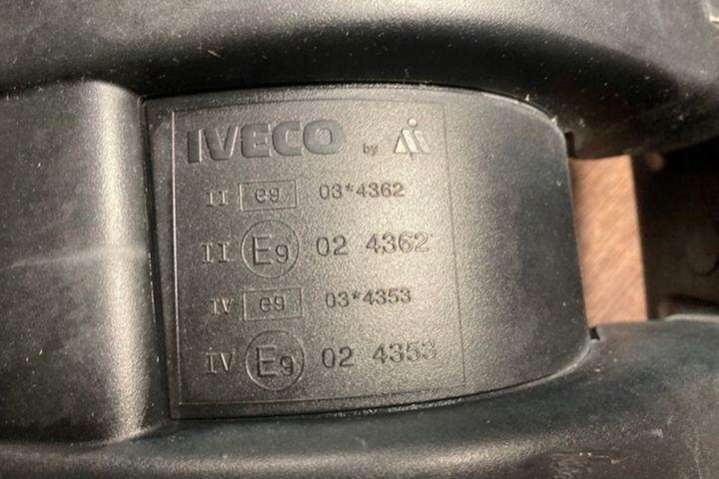 IVECO by
II e9 03*4362
II E9 02 4362
IV e9 03*4353
IV E9 02 4353